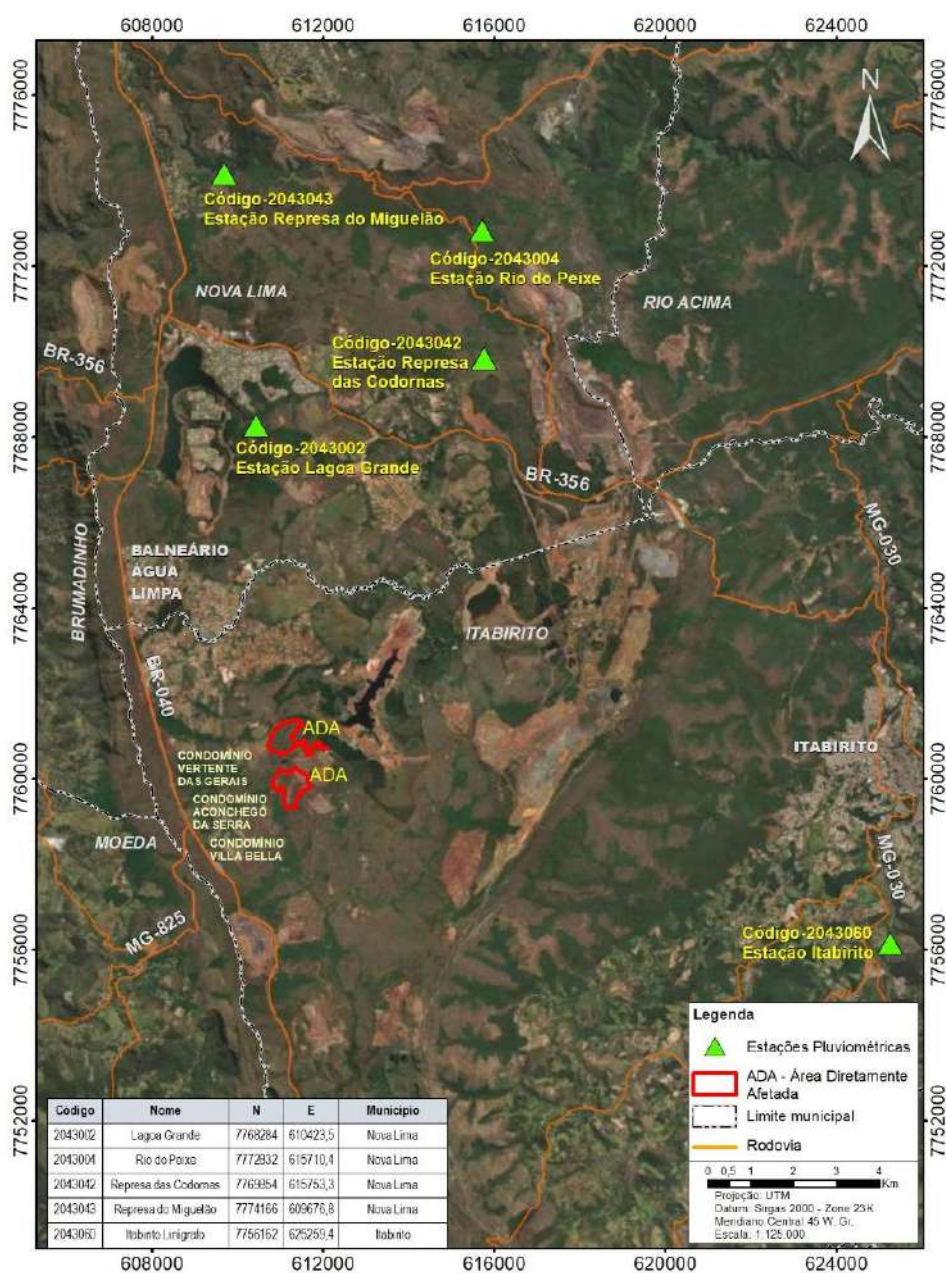 608000 612000 616000 620000 624000
7776000 7776000
N
Código-2043043
Estação Represa do Miguelão
Código-2043004
Estação Rio do Peixe
7772000 7772000
NOVA LIMA
RIO ACIMA
Código-2043042
Estação Represa
das Codornas
BR-356
7768000 7768000
Código-2043002
Estação Lagoa Grande
BR-356
MG-030
BRUMADINHO
BALNEÁRIO
ÁGUA
LIMPA
7764000 7764000
ITABIRITO
BR-040
ADA
ITABIRITO
CONDOMÍNIO
VERTENTE
DAS GERAIS
ADA
7760000 7760000
CONDOMÍNIO
ACONCHEGO
DA SERRA
MOEDA
CONDOMÍNIO
VILLA BELLA
MG-030
MG-825
7756000 7756000
Código-2043060
Estação Itabirito
Legenda
Estações Pluviométricas
ADA - Área Diretamente
Afetada
Limite municipal
Rodovia
0 0,5 1 2 3 4
Km
Projeção: UTM
Datum: Sirgas 2000 - Zone 23K
Meridiano Central 45 W. Gr.
Escala: 1:125.000
7752000 7752000
Código Nome N E Município
2043002 Lagoa Grande 7768284 610423,5 Nova Lima
2043004 Rio do Peixe 7772832 615710,4 Nova Lima
2043042 Represa das Codornas 7769854 615753,3 Nova Lima
2043043 Represa do Miguelão 7774166 609676,8 Nova Lima
2043060 Itabirito Linígrafo 7756162 625259,4 Itabirito
608000 612000 616000 620000 624000